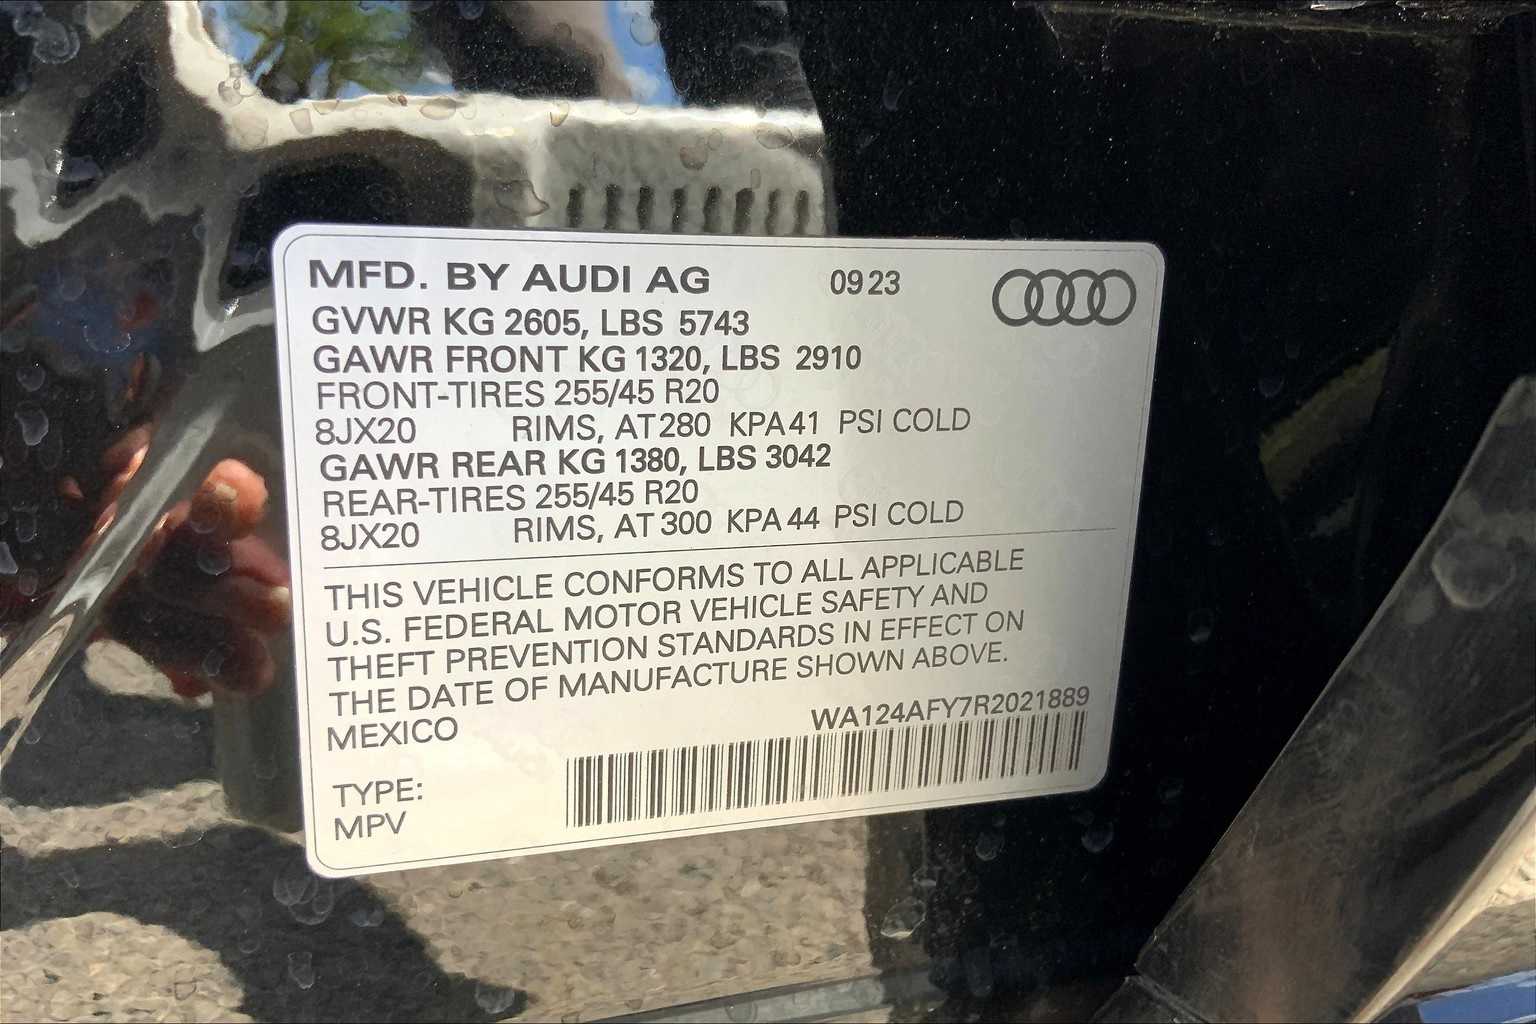 MFD. BY AUDI AG 09 23
GVWR KG 2605, LBS 5743
GAWR FRONT KG 1320, LBS 2910
FRONT-TIRES 255/45 R20
8JX20 RIMS, AT 280 KPA 41 PSI COLD
GAWR REAR KG 1380, LBS 3042
REAR-TIRES 255/45 R20
8JX20 RIMS, AT 300 KPA 44 PSI COLD
THIS VEHICLE CONFORMS TO ALL APPLICABLE
U.S. FEDERAL MOTOR VEHICLE SAFETY AND
THEFT PREVENTION STANDARDS IN EFFECT ON
THE DATE OF MANUFACTURE SHOWN ABOVE.
MEXICO
WA124AFY7R2021889
TYPE:
MPV